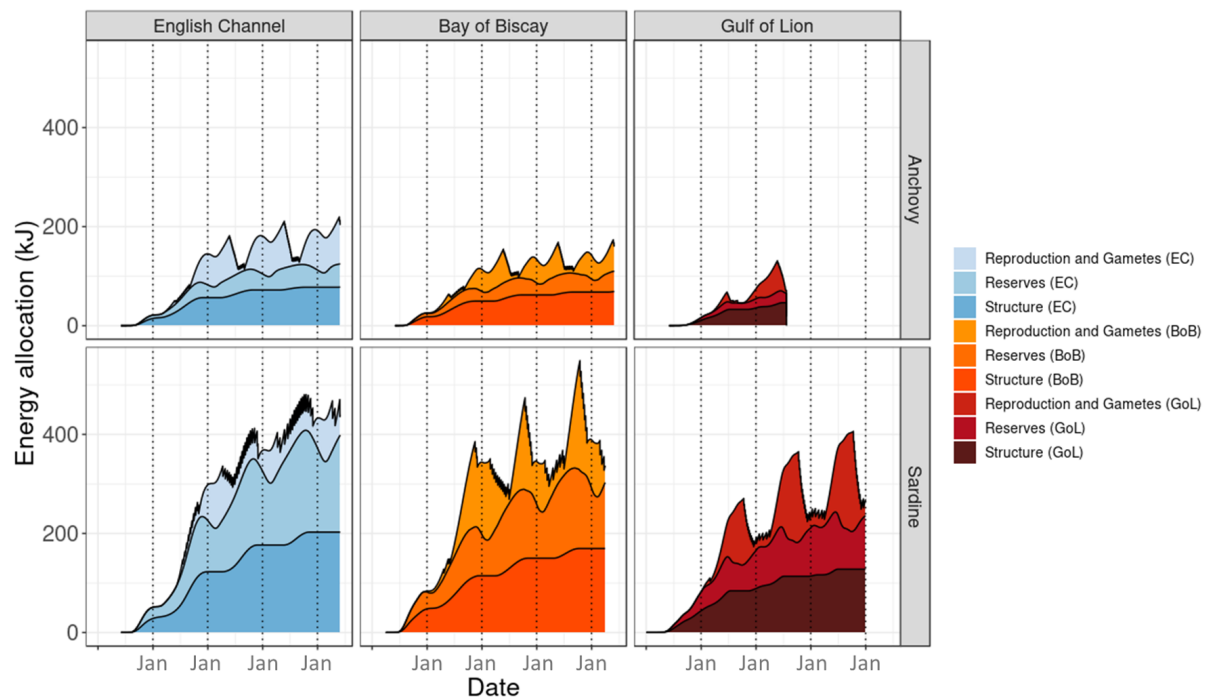 English Channel
Bay of Biscay
Gulf of Lion
Energy allocation (kJ)
400
200
0
Anchovy
400
200
0
Sardine
Jan Jan Jan Jan
Jan Jan Jan Jan
Jan Jan Jan Jan
Date
Reproduction and Gametes (EC)
Reserves (EC)
Structure (EC)
Reproduction and Gametes (BoB)
Reserves (BoB)
Structure (BoB)
Reproduction and Gametes (GoL)
Reserves (GoL)
Structure (GoL)